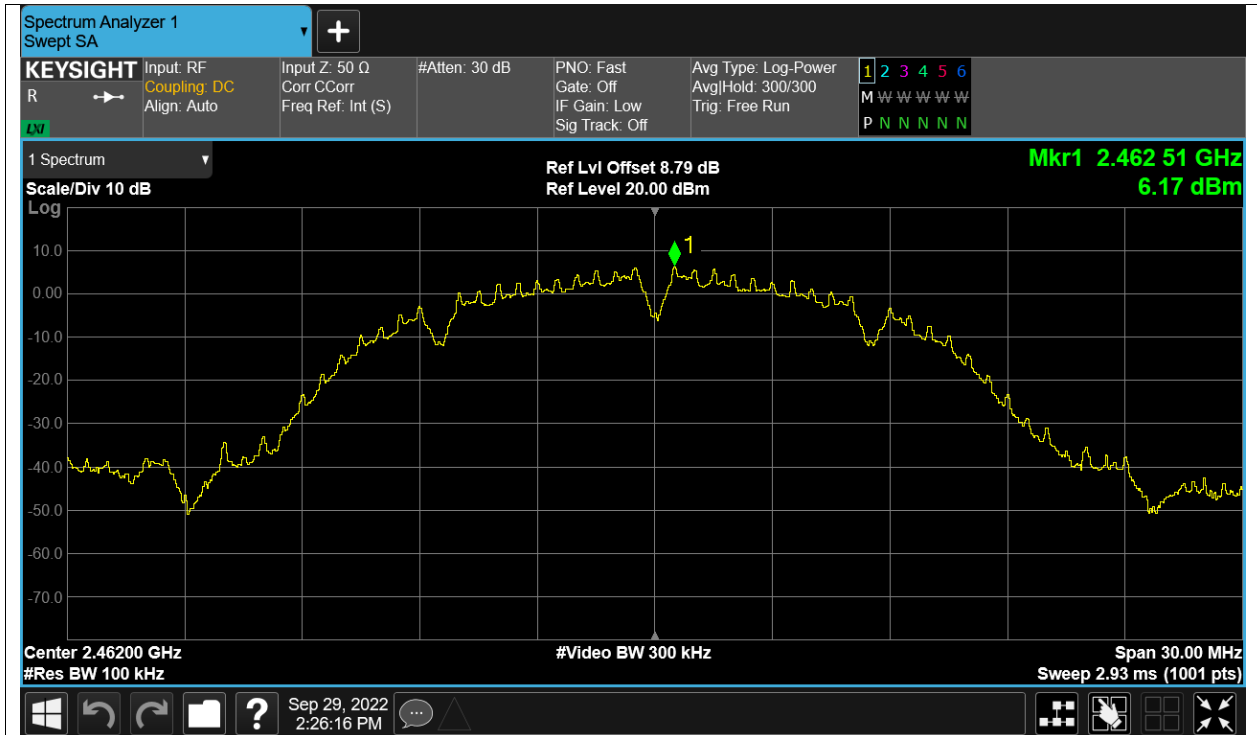 Spectrum Analyzer 1
Swept SA
+
KEYSIGHT
R
LXI
Input: RF
Coupling: DC
Align: Auto
Input Z: 50 Ω
Corr CCorr
Freq Ref: Int (S)
#Atten: 30 dB
PNO: Fast
Gate: Off
IF Gain: Low
Sig Track: Off
Avg Type: Log-Power
Avg|Hold: 300/300
Trig: Free Run
1 2 3 4 5 6
M W W W W W
P N N N N N N
1 Spectrum
Scale/Div 10 dB
Log
Ref Lvl Offset 8.79 dB
Ref Level 20.00 dBm
Mkr1 2.462 51 GHz
6.17 dBm
1
10.0
0.00
-10.0
-20.0
-30.0
-40.0
-50.0
-60.0
-70.0
Center 2.46200 GHz
#Res BW 100 kHz
#Video BW 300 kHz
Span 30.00 MHz
Sweep 2.93 ms (1001 pts)
?
Sep 29, 2022
2:26:16 PM